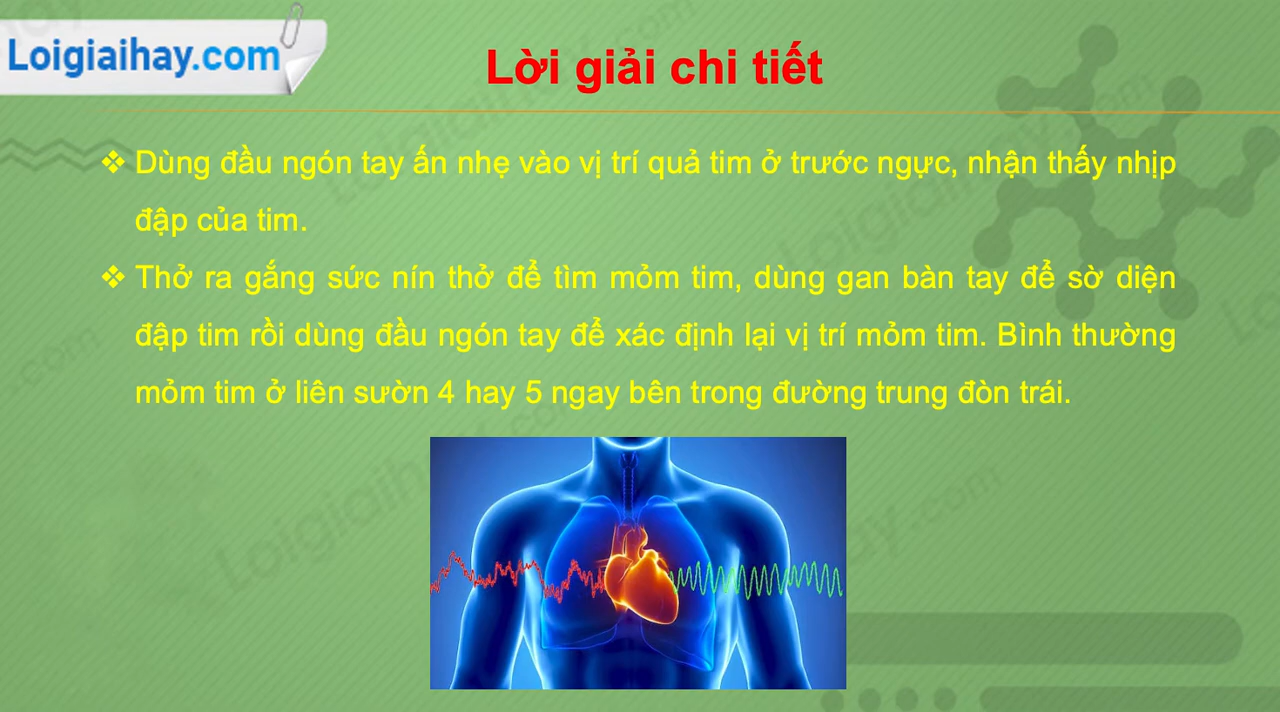 Loigiaihay.com
Lời giải chi tiết
❖ Dùng đầu ngón tay ấn nhẹ vào vị trí quả tim ở trước ngực, nhận thấy nhịp
đập của tim.
❖ Thở ra gắng sức nín thở để tìm mỏm tim, dùng gan bàn tay để sờ diện
đập tim rồi dùng đầu ngón tay để xác định lại vị trí mỏm tim. Bình thường
mỏm tim ở liên sườn 4 hay 5 ngay bên trong đường trung đòn trái.